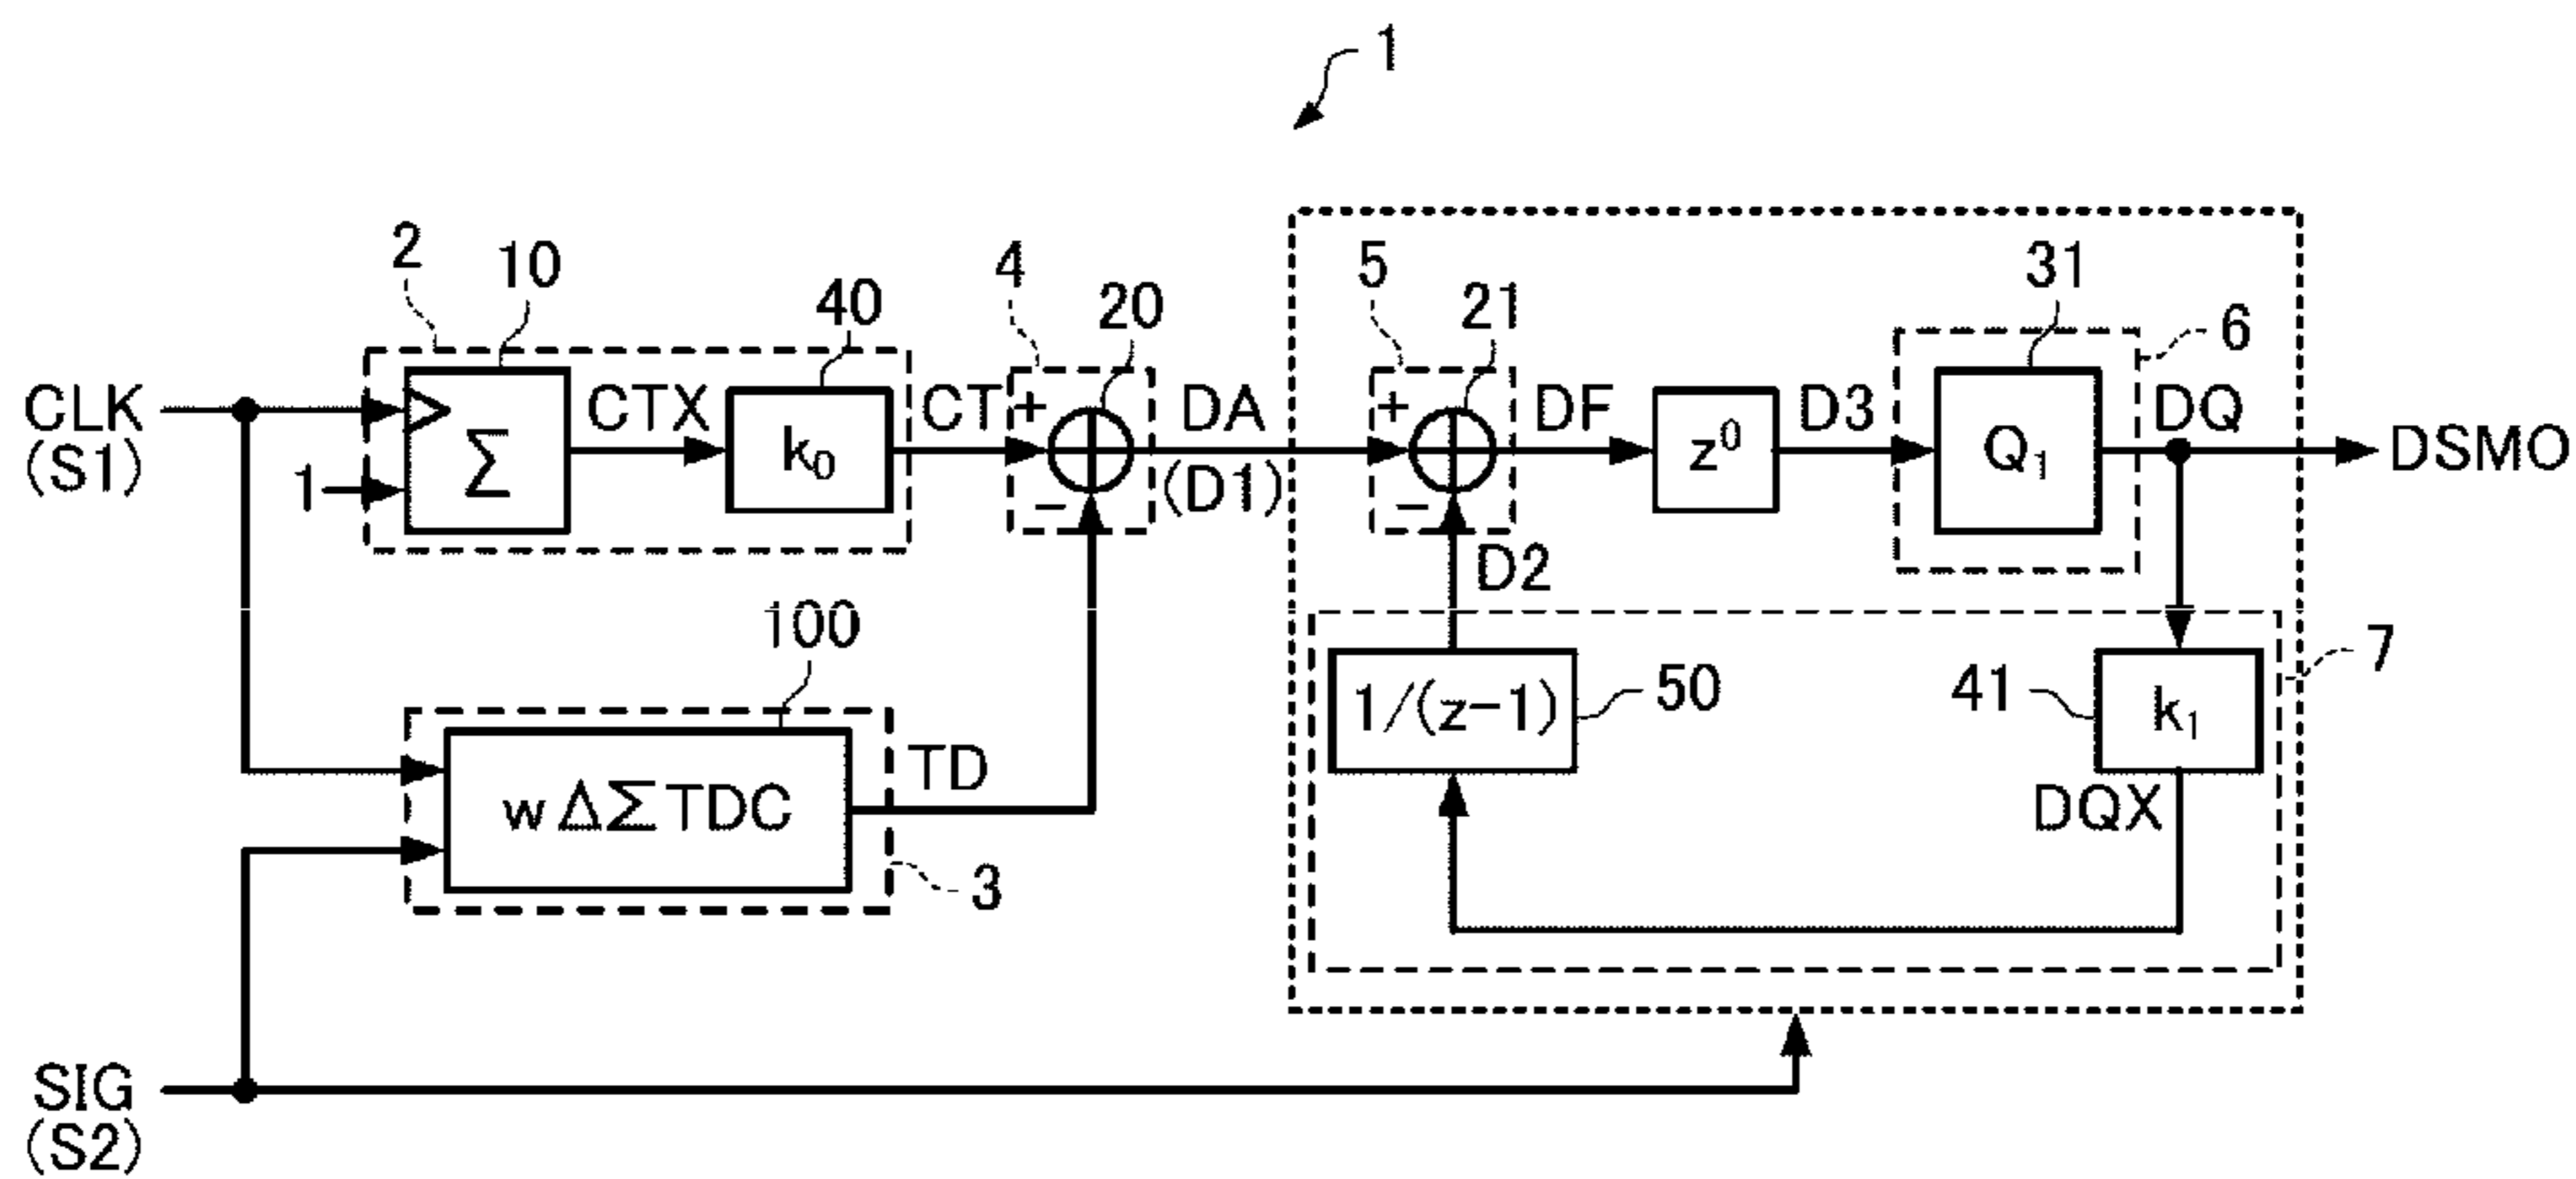 1
2
10
40
4
20
5
21
31
6
CLK
(S1)
1
Σ
CTX
k₀
CT
+
−
DA
(D1)
+
−
DF
z⁰
D3
Q₁
DQ
DSMO
D2
100
wΔΣTDC
TD
3
1/(z−1)
50
41
k₁
7
DQX
SIG
(S2)